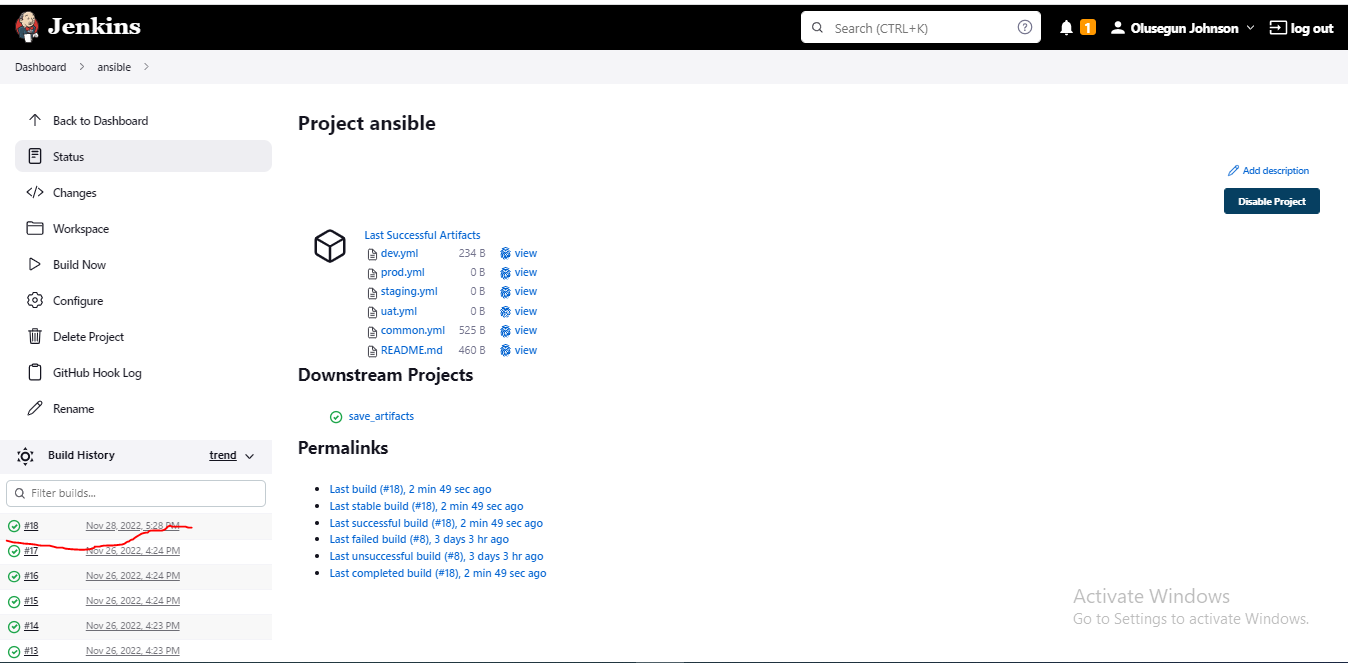 Jenkins
Search (CTRL+K)
1
Olusegun Johnson
log out
Dashboard
ansible
Back to Dashboard
Status
Changes
Workspace
Build Now
Configure
Delete Project
GitHub Hook Log
Rename
Build History trend
Filter builds...
#18 Nov 28, 2022, 5:28 PM
#17 Nov 26, 2022, 4:24 PM
#16 Nov 26, 2022, 4:24 PM
#15 Nov 26, 2022, 4:24 PM
#14 Nov 26, 2022, 4:23 PM
#13 Nov 26, 2022, 4:23 PM
Project ansible
Add description
Disable Project
Last Successful Artifacts
dev.yml 234 B view
prod.yml 0 B view
staging.yml 0 B view
uat.yml 0 B view
common.yml 525 B view
README.md 460 B view
Downstream Projects
save_artifacts
Permalinks
Last build (#18), 2 min 49 sec ago
Last stable build (#18), 2 min 49 sec ago
Last successful build (#18), 2 min 49 sec ago
Last failed build (#8), 3 days 3 hr ago
Last unsuccessful build (#8), 3 days 3 hr ago
Last completed build (#18), 2 min 49 sec ago
Activate Windows
Go to Settings to activate Windows.